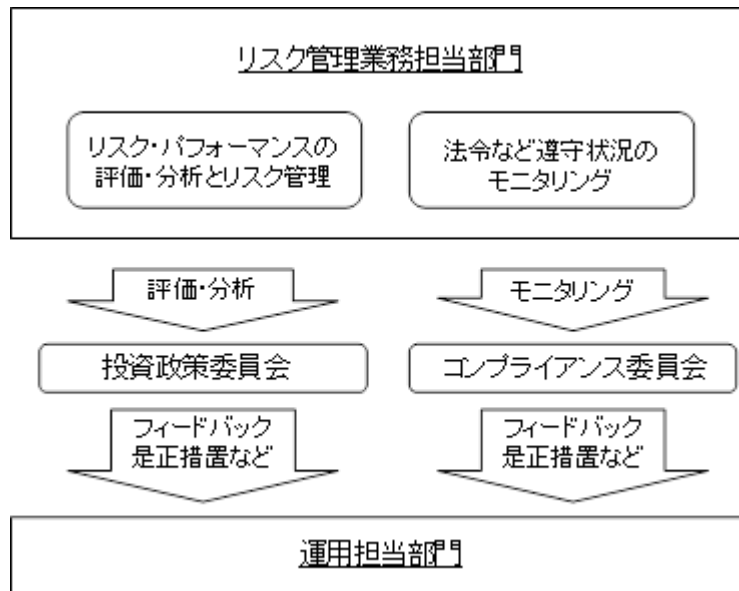 リスク管理業務担当部門
リスク・パフォーマンスの
評価・分析とリスク管理
法令など遵守状況の
モニタリング
評価・分析
モニタリング
投資政策委員会
コンプライアンス委員会
フィードバック
是正措置など
フィードバック
是正措置など
運用担当部門